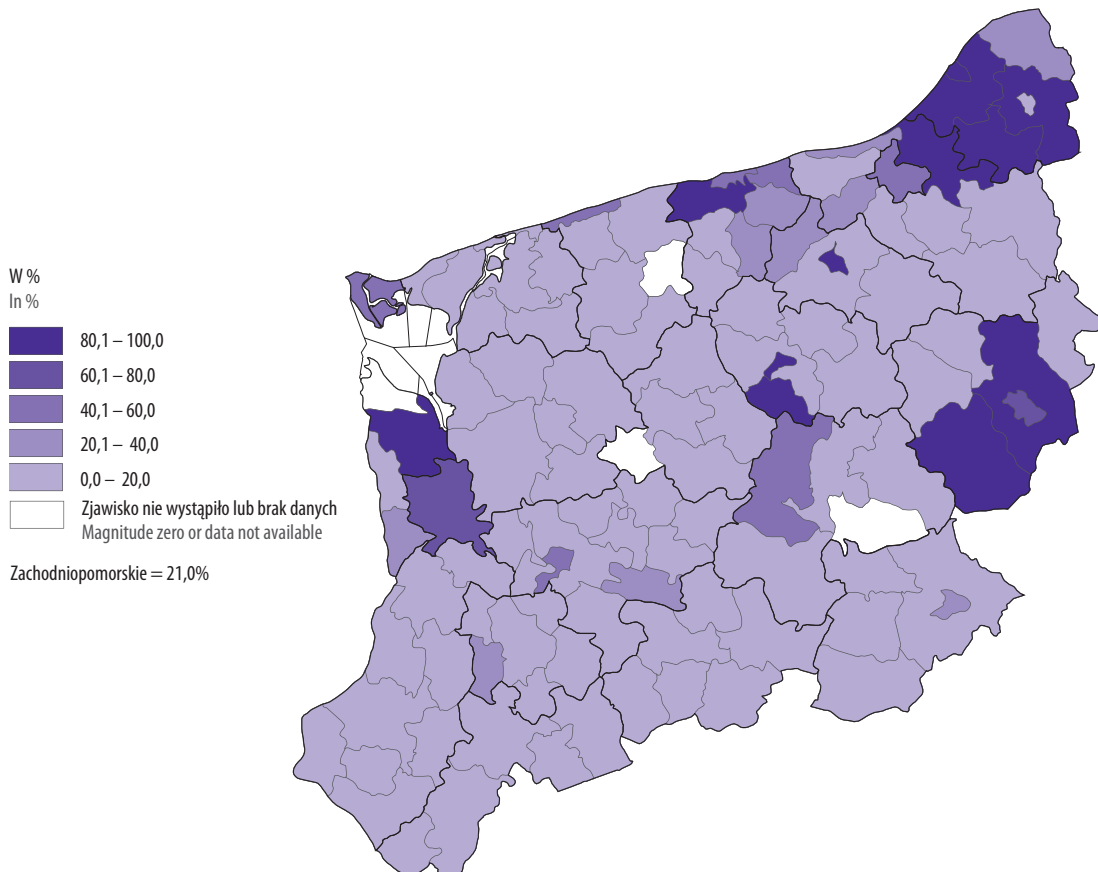 W %
In %
80,1 – 100,0
60,1 – 80,0
40,1 – 60,0
20,1 – 40,0
0,0 – 20,0
Zjawisko nie wystąpiło lub brak danych
Magnitude zero or data not available
Zachodniopomorskie = 21,0%